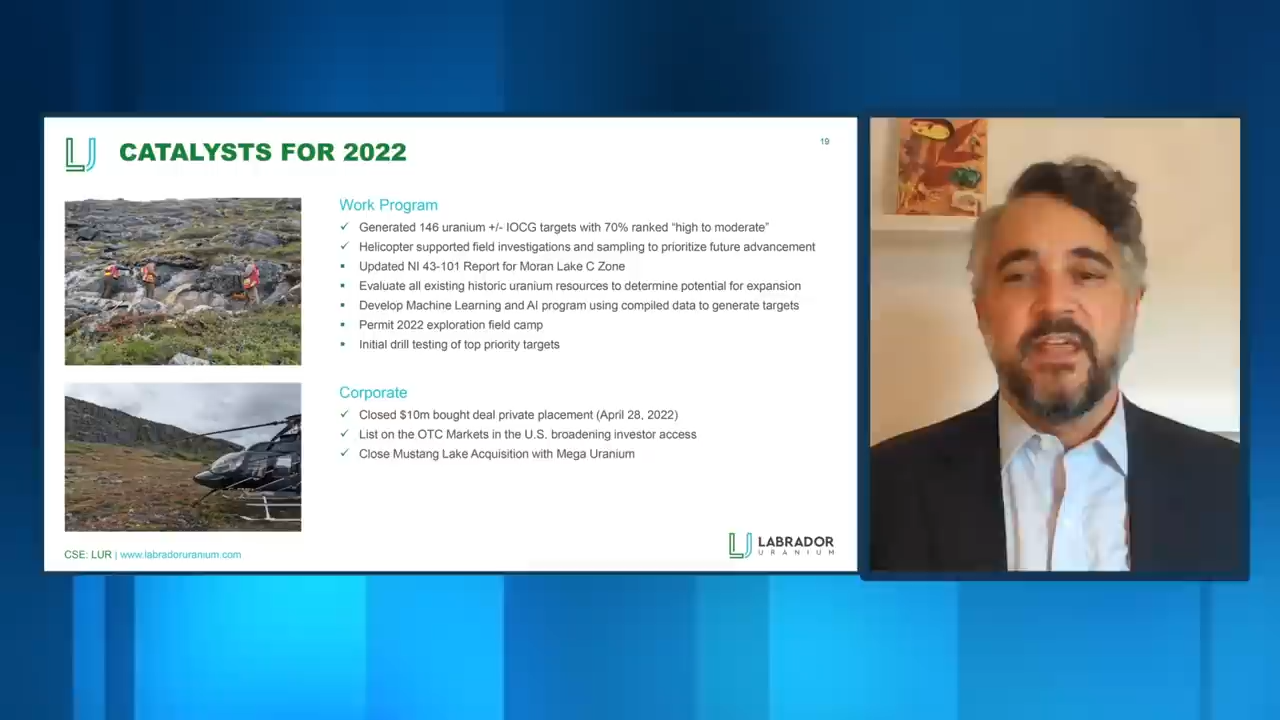 CATALYSTS FOR 2022
19
Work Program
✓ Generated 146 uranium +/- IOCG targets with 70% ranked “high to moderate”
✓ Helicopter supported field investigations and sampling to prioritize future advancement
▪ Updated NI 43-101 Report for Moran Lake C Zone
▪ Evaluate all existing historic uranium resources to determine potential for expansion
▪ Develop Machine Learning and AI program using compiled data to generate targets
▪ Permit 2022 exploration field camp
▪ Initial drill testing of top priority targets
Corporate
✓ Closed $10m bought deal private placement (April 28, 2022)
✓ List on the OTC Markets in the U.S. broadening investor access
✓ Close Mustang Lake Acquisition with Mega Uranium
CSE: LUR | www.labradoruranium.com
LABRADOR
URANIUM